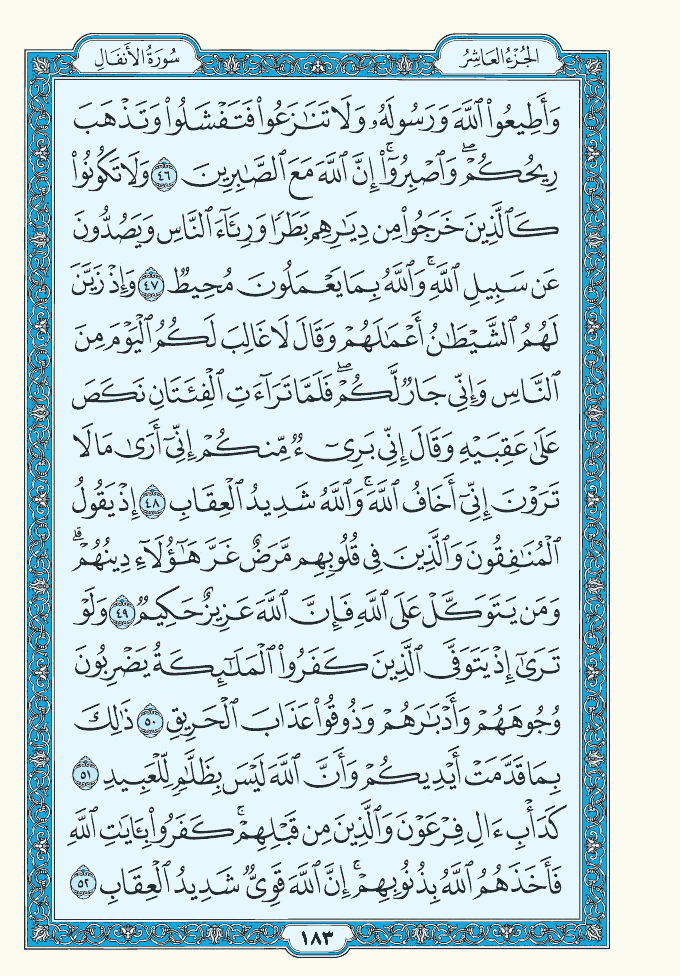 سُورَةُ الأَنفَالِ
الجُزْءُ العَاشِرُ
وَأَطِيعُوا۟ ٱللَّهَ وَرَسُولَهُۥ وَلَا تَنَـٰزَعُوا۟ فَتَفْشَلُوا۟ وَتَذْهَبَ
رِيحُكُمْ ۖ وَٱصْبِرُوٓا۟ ۚ إِنَّ ٱللَّهَ مَعَ ٱلصَّـٰبِرِينَ ٤٦ وَلَا تَكُونُوا۟
كَٱلَّذِينَ خَرَجُوا۟ مِن دِيَـٰرِهِم بَطَرًا وَرِئَآءَ ٱلنَّاسِ وَيَصُدُّونَ
عَن سَبِيلِ ٱللَّهِ ۚ وَٱللَّهُ بِمَا يَعْمَلُونَ مُحِيطٌ ٤٧ وَإِذْ زَيَّنَ
لَهُمُ ٱلشَّيْطَـٰنُ أَعْمَـٰلَهُمْ وَقَالَ لَا غَالِبَ لَكُمُ ٱلْيَوْمَ مِنَ
ٱلنَّاسِ وَإِنِّى جَارٌ لَّكُمْ ۖ فَلَمَّا تَرَآءَتِ ٱلْفِئَتَانِ نَكَصَ
عَلَىٰ عَقِبَيْهِ وَقَالَ إِنِّى بَرِىٓءٌ مِّنكُمْ إِنِّىٓ أَرَىٰ مَا لَا
تَرَوْنَ إِنِّىٓ أَخَافُ ٱللَّهَ ۚ وَٱللَّهُ شَدِيدُ ٱلْعِقَابِ ٤٨ إِذْ يَقُولُ
ٱلْمُنَـٰفِقُونَ وَٱلَّذِينَ فِى قُلُوبِهِم مَّرَضٌ غَرَّ هَـٰٓؤُلَآءِ دِينُهُمْ ۗ
وَمَن يَتَوَكَّلْ عَلَى ٱللَّهِ فَإِنَّ ٱللَّهَ عَزِيزٌ حَكِيمٌ ٤٩ وَلَوْ
تَرَىٰٓ إِذْ يَتَوَفَّى ٱلَّذِينَ كَفَرُوا۟ ٱلْمَلَـٰٓئِكَةُ يَضْرِبُونَ
وُجُوهَهُمْ وَأَدْبَـٰرَهُمْ وَذُوقُوا۟ عَذَابَ ٱلْحَرِيقِ ٥٠ ذَٰلِكَ
بِمَا قَدَّمَتْ أَيْدِيكُمْ وَأَنَّ ٱللَّهَ لَيْسَ بِظَلَّـٰمٍ لِّلْعَبِيدِ ٥١
كَدَأْبِ ءَالِ فِرْعَوْنَ وَٱلَّذِينَ مِن قَبْلِهِمْ ۚ كَفَرُوا۟ بِـَٔايَـٰتِ ٱللَّهِ
فَأَخَذَهُمُ ٱللَّهُ بِذُنُوبِهِمْ ۚ إِنَّ ٱللَّهَ قَوِىٌّ شَدِيدُ ٱلْعِقَابِ ٥٢
١٨٣